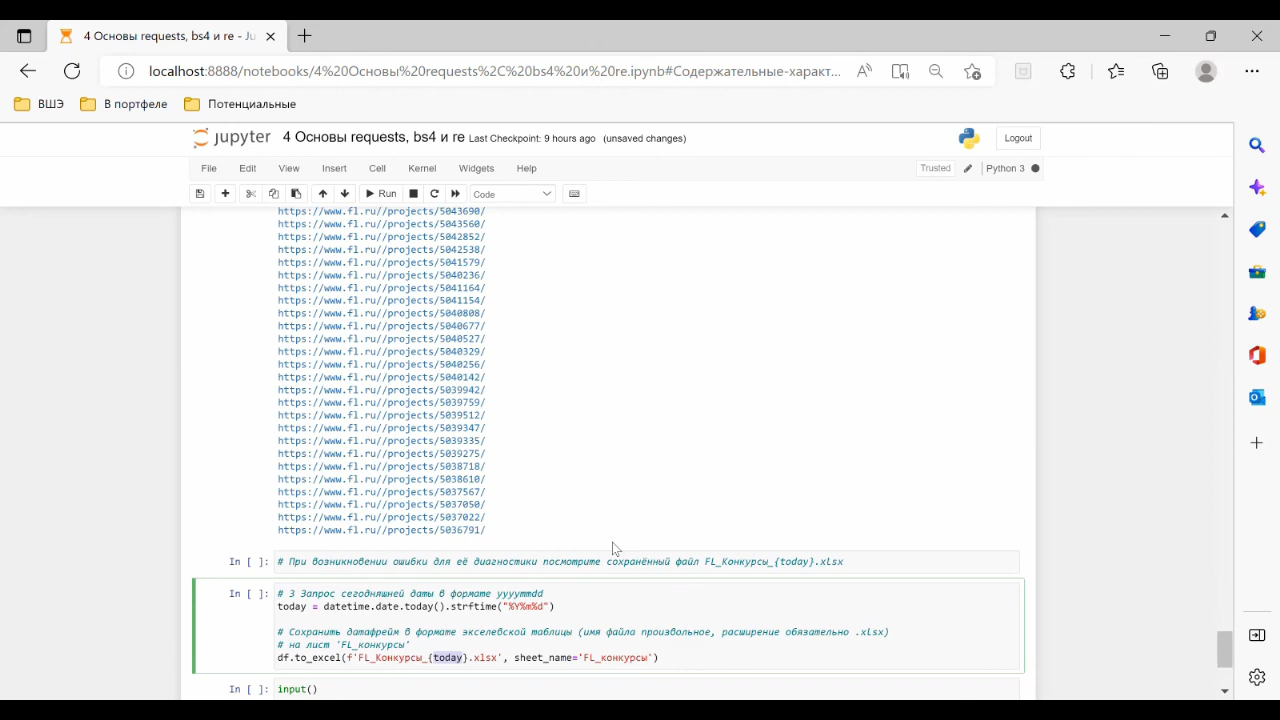 4 Основы requests, bs4 и re - Ju
localhost:8888/notebooks/4%20Основы%20requests%2C%20bs4%20и%20re.ipynb#Содержательные-характ...
ВШЭ
В портфеле
Потенциальные
jupyter 4 Основы requests, bs4 и re Last Checkpoint: 9 hours ago (unsaved changes)
Logout
File Edit View Insert Cell Kernel Widgets Help
Trusted
Python 3
Run
Code
https://www.fl.ru//projects/5043690/
https://www.fl.ru//projects/5043560/
https://www.fl.ru//projects/5042852/
https://www.fl.ru//projects/5042538/
https://www.fl.ru//projects/5041579/
https://www.fl.ru//projects/5040236/
https://www.fl.ru//projects/5041164/
https://www.fl.ru//projects/5041154/
https://www.fl.ru//projects/5040808/
https://www.fl.ru//projects/5040677/
https://www.fl.ru//projects/5040527/
https://www.fl.ru//projects/5040329/
https://www.fl.ru//projects/5040256/
https://www.fl.ru//projects/5040142/
https://www.fl.ru//projects/5039942/
https://www.fl.ru//projects/5039759/
https://www.fl.ru//projects/5039512/
https://www.fl.ru//projects/5039347/
https://www.fl.ru//projects/5039335/
https://www.fl.ru//projects/5039275/
https://www.fl.ru//projects/5038718/
https://www.fl.ru//projects/5038610/
https://www.fl.ru//projects/5037567/
https://www.fl.ru//projects/5037050/
https://www.fl.ru//projects/5037022/
https://www.fl.ru//projects/5036791/
In [ ]: # При возникновении ошибки для её диагностики посмотрите сохранённый файл FL_Конкурсы_{today}.xlsx
In [ ]: # 3 Запрос сегодняшней даты в формате yyyymmdd
today = datetime.date.today().strftime("%Y%m%d")
# Сохранить датафрейм в формате экселевской таблицы (имя файла произвольное, расширение обязательно .xlsx)
# на лист 'FL_конкурсы'
df.to_excel(f'FL_Конкурсы_{today}.xlsx', sheet_name='FL_конкурсы')
In [ ]: input()